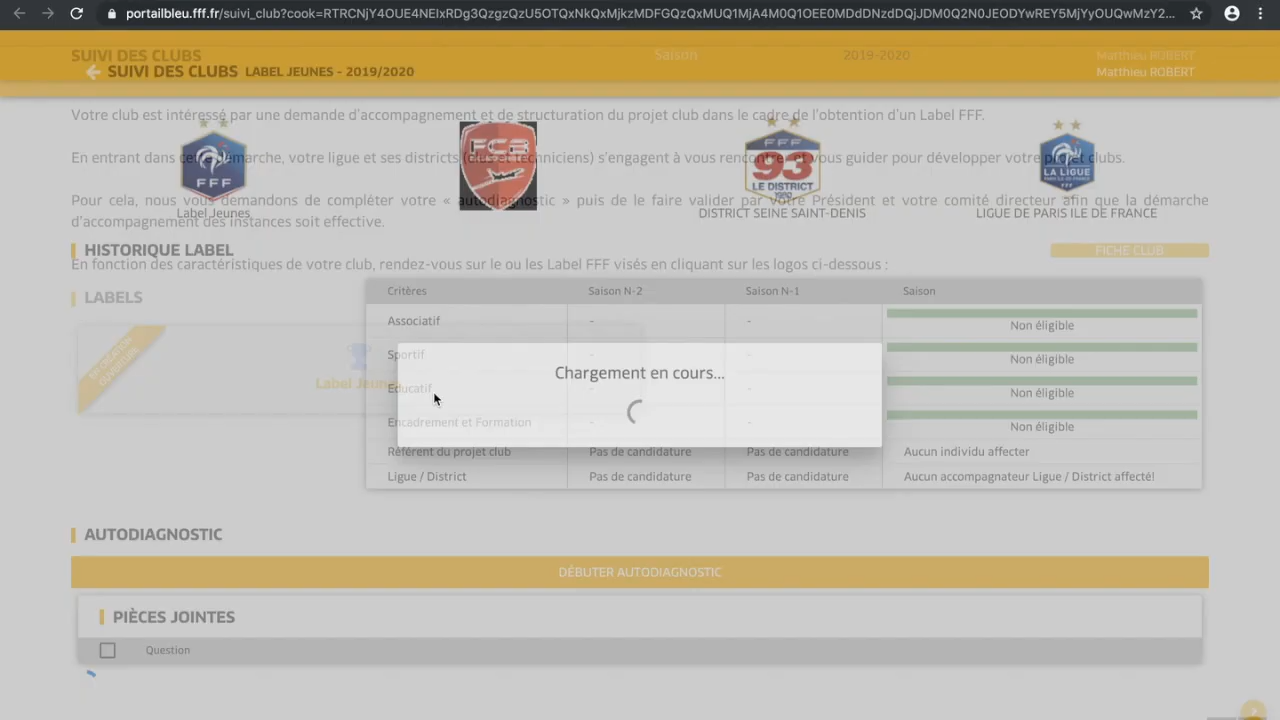 portailbleu.fff.fr/suivi_club?cook=RTRCNjY4OUE4NEIxRDg3QzgzQzU5OTQxNkQxMjkzMDFGQzQxMUQ1MjA4M0Q1OEE0MDdDNzdDQjJDM0Q2N0JEODYwREY5MjYyOUQwMzY2...
SUIVI DES CLUBS Saison 2019-2020 Matthieu ROBERT
SUIVI DES CLUBS LABEL JEUNES - 2019/2020 Matthieu ROBERT
Votre club est intéressé par une demande d'accompagnement et de structuration du projet club dans le cadre de l'obtention d'un Label FFF.
FFF
FCB
FFF
93
LE DISTRICT
LA LIGUE
PARIS ILE DE FRANCE
FFF
En entrant dans cette démarche, votre ligue et ses districts (élus et techniciens) s'engagent à vous rencontrer et vous guider pour développer votre projet clubs.
Pour cela, nous vous demandons de compléter votre « autodiagnostic » puis de le faire valider par votre Président et votre comité directeur afin que la démarche
d'accompagnement des instances soit effective.
Label Jeunes
DISTRICT SEINE SAINT-DENIS
LIGUE DE PARIS ILE DE FRANCE
HISTORIQUE LABEL
FICHE CLUB
En fonction des caractéristiques de votre club, rendez-vous sur le ou les Label FFF visés en cliquant sur les logos ci-dessous :
LABELS
Label Jeunes
Critères Saison N-2 Saison N-1 Saison
Associatif - - Non éligible
Sportif - - Non éligible
Educatif - - Non éligible
Encadrement et Formation - - Non éligible
Référent du projet club Pas de candidature Pas de candidature Aucun individu affecter
Ligue / District Pas de candidature Pas de candidature Aucun accompagnateur Ligue / District affecté!
Chargement en cours...
AUTODIAGNOSTIC
DÉBUTER AUTODIAGNOSTIC
PIÈCES JOINTES
Question